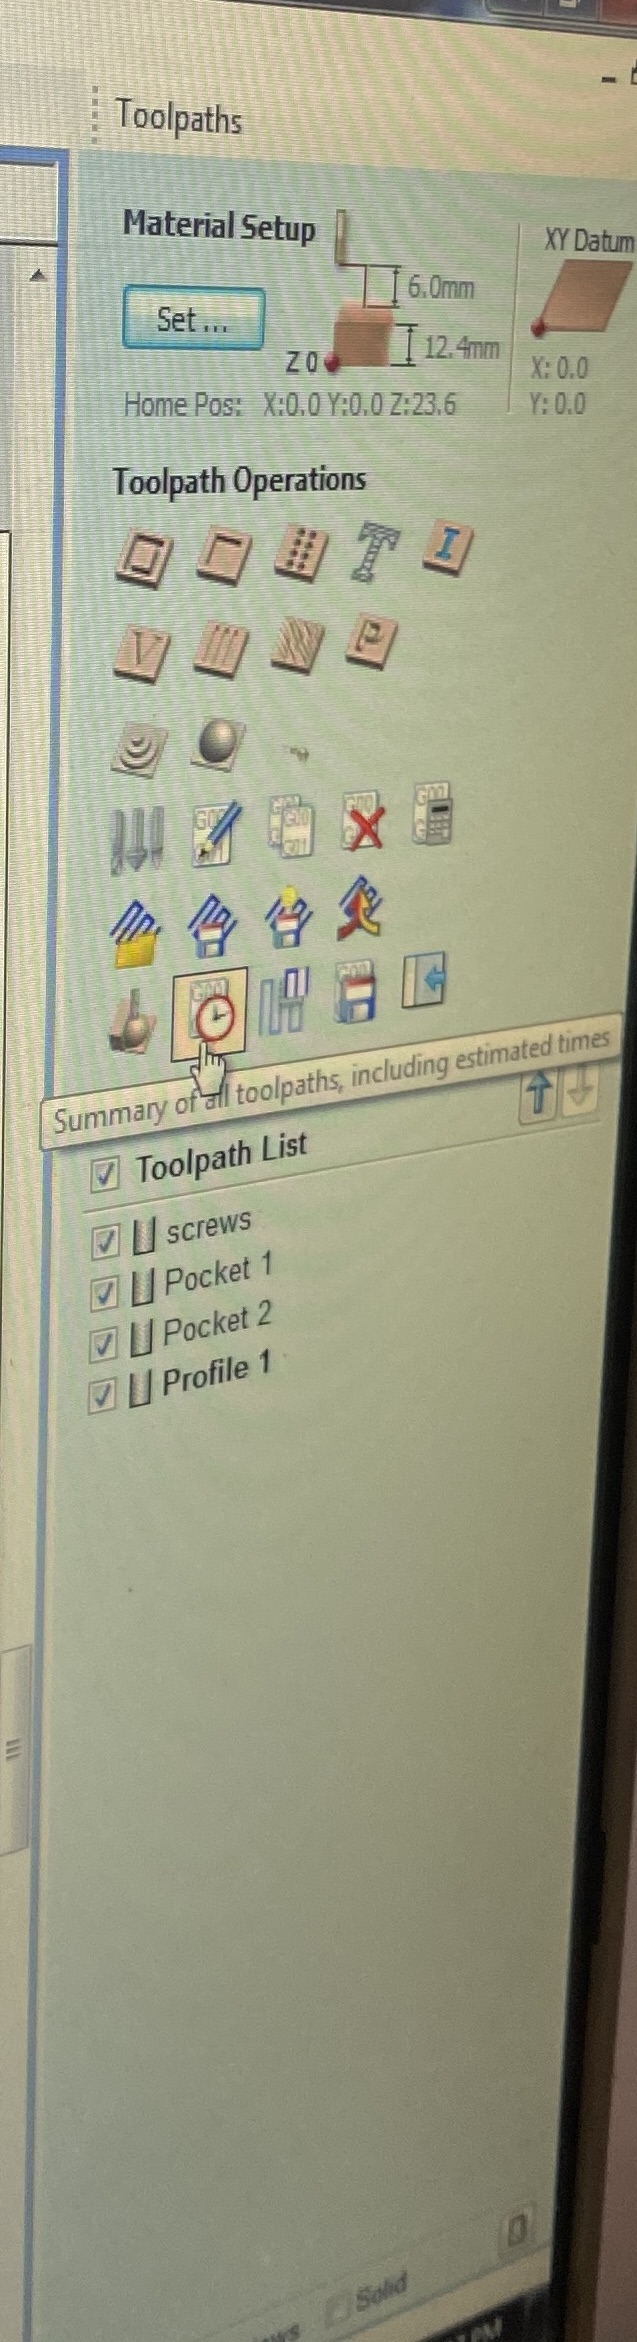 Toolpaths
Material Setup
XY Datum
6.0mm
Set ...
12.4mm
Z 0
X: 0.0
Home Pos: X:0.0 Y:0.0 Z:23.6
Y: 0.0
Toolpath Operations
Summary of all toolpaths, including estimated times
Toolpath List
screws
Pocket 1
Pocket 2
Profile 1
Solid